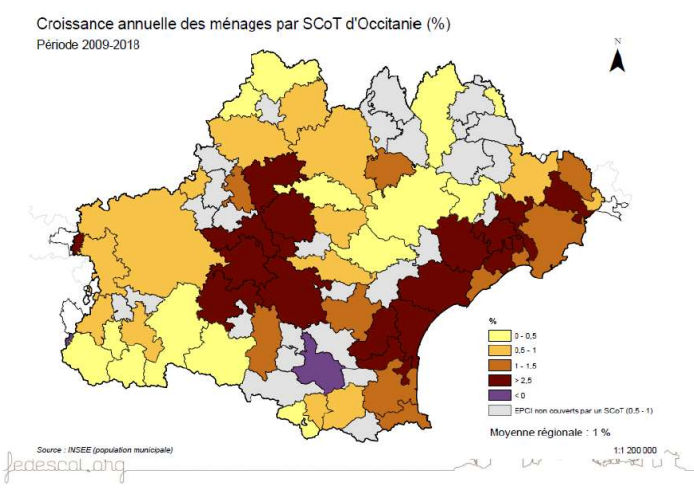 Croissance annuelle des ménages par SCoT d'Occitanie (%)
Période 2009-2018
N
%
0 - 0,5
0,5 - 1
1 - 1,5
> 2,5
< 0
EPCI non couverts par un SCoT (0,5 - 1)
Moyenne régionale : 1 %
Source : INSEE (population municipale)
1:1 200 000
fedescot.org